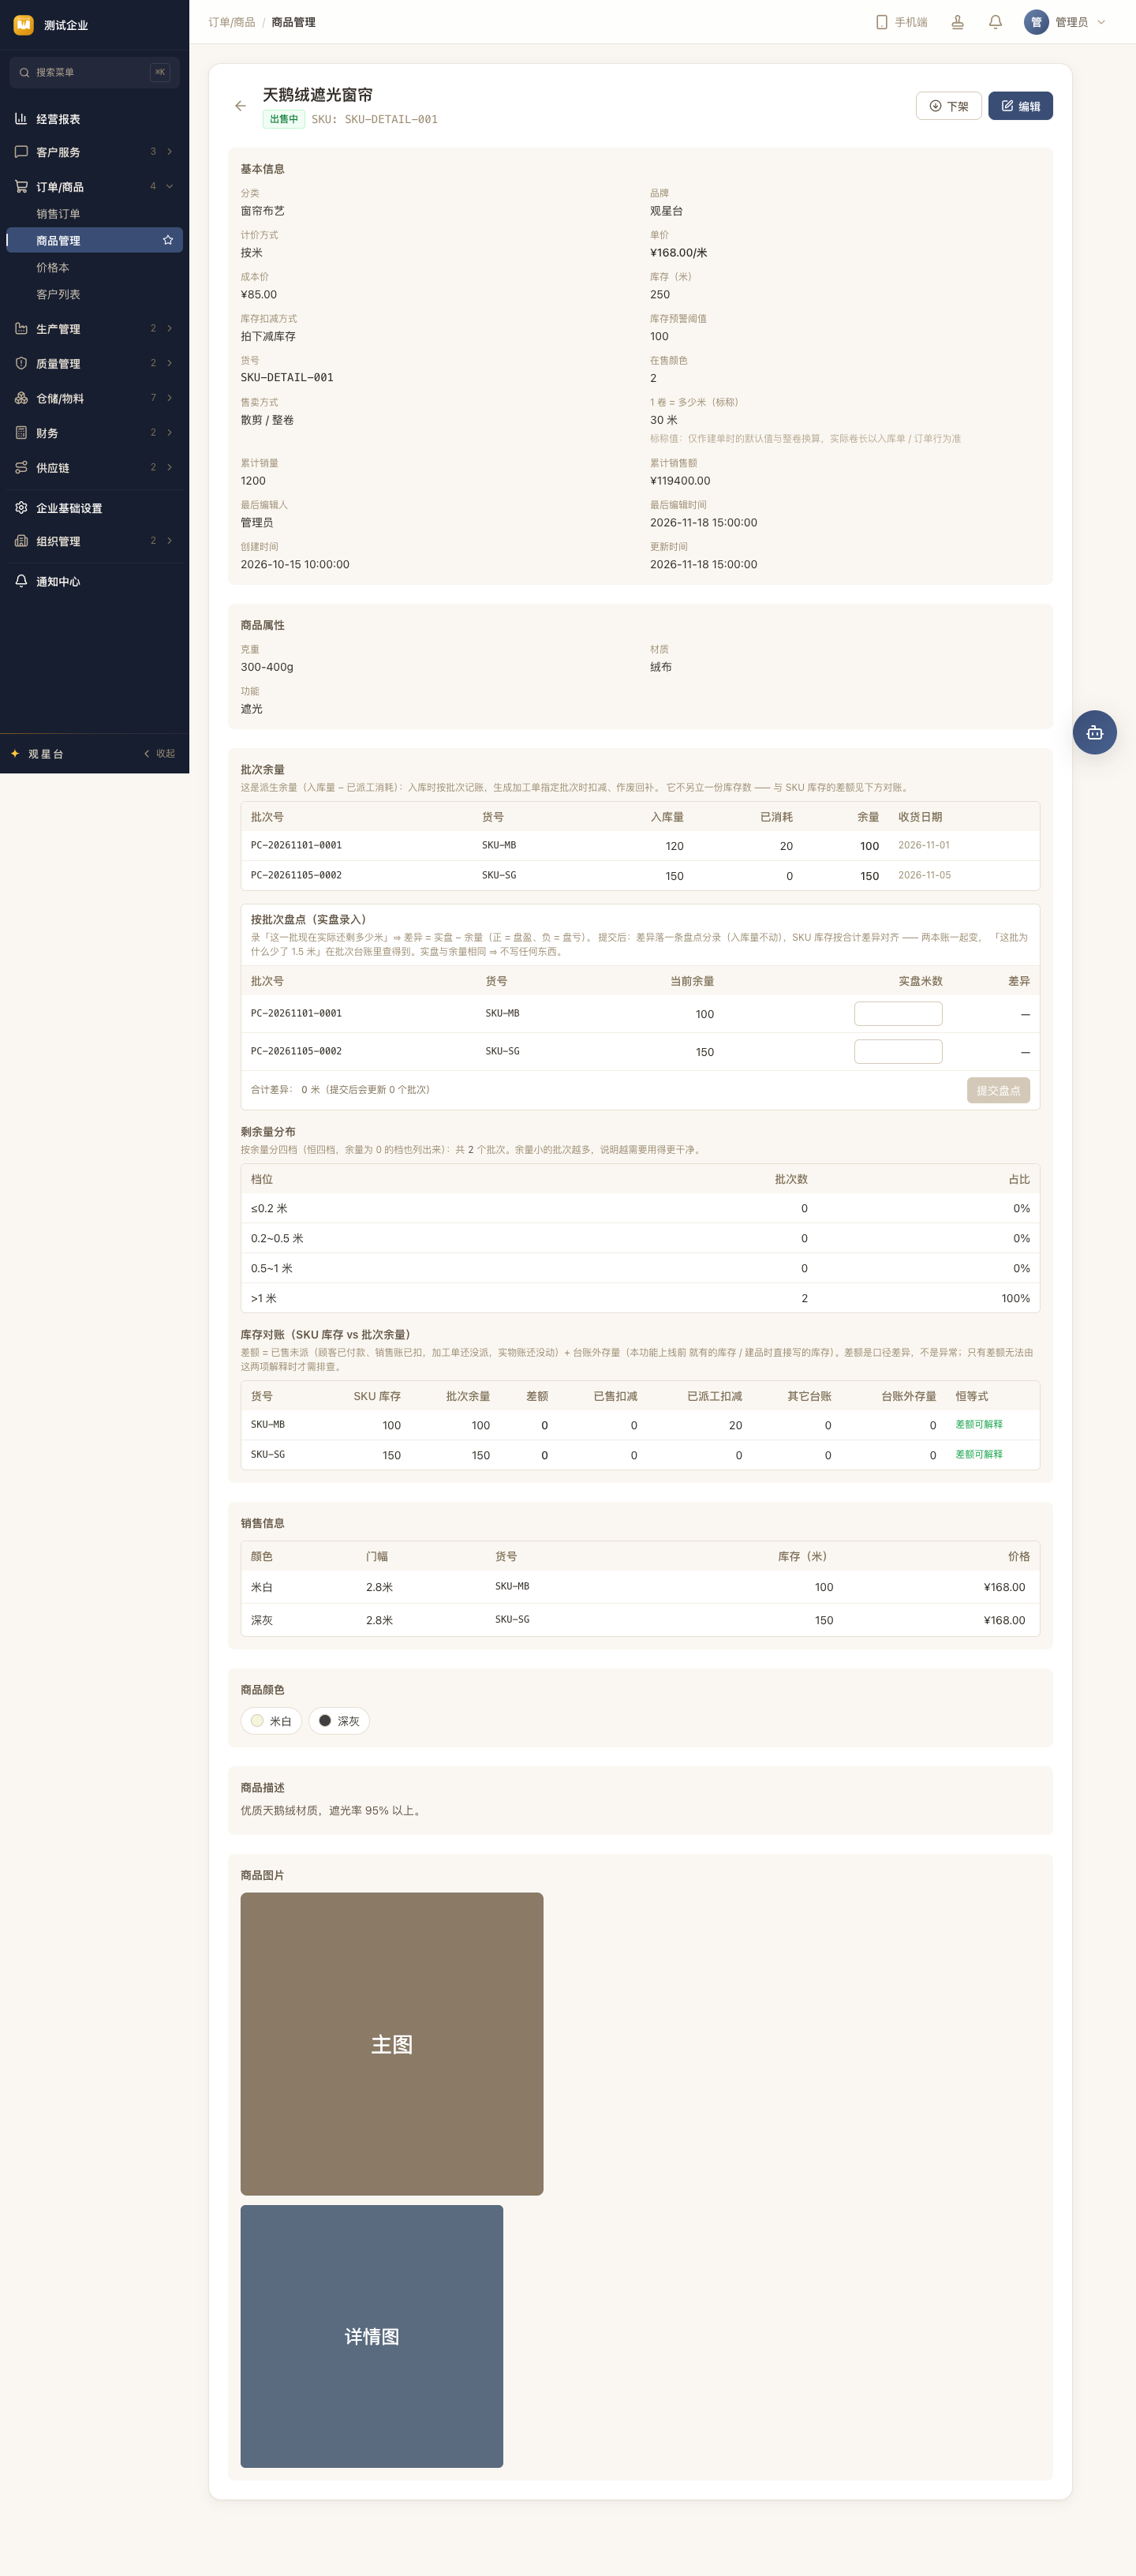 测试企业
搜索菜单 ⌘K
经营报表
客户服务 3
订单/商品 4
销售订单
商品管理
价格本
客户列表
生产管理 2
质量管理 2
仓储/物料 7
财务 2
供应链 2
企业基础设置
组织管理 2
通知中心
观星台 收起
订单/商品 / 商品管理
手机端 管 管理员
天鹅绒遮光窗帘
出售中 SKU: SKU-DETAIL-001
下架 编辑
基本信息
分类 品牌
窗帘布艺 观星台
计价方式 单价
按米 ¥168.00/米
成本价 库存（米）
¥85.00 250
库存扣减方式 库存预警阈值
拍下减库存 100
货号 在售颜色
SKU-DETAIL-001 2
售卖方式 1 卷 = 多少米（标称）
散剪 / 整卷 30 米
标称值：仅作建单时的默认值与整卷换算，实际卷长以入库单 / 订单行为准
累计销量 累计销售额
1200 ¥119400.00
最后编辑人 最后编辑时间
管理员 2026-11-18 15:00:00
创建时间 更新时间
2026-10-15 10:00:00 2026-11-18 15:00:00
商品属性
克重 材质
300-400g 绒布
功能
遮光
批次余量
这是派生余量（入库量 − 已派工消耗）：入库时按批次记账，生成加工单指定批次时扣减、作废回补。 它不另立一份库存数 —— 与 SKU 库存的差额见下方对账。
批次号 货号 入库量 已消耗 余量 收货日期
PC-20261101-0001 SKU-MB 120 20 100 2026-11-01
PC-20261105-0002 SKU-SG 150 0 150 2026-11-05
按批次盘点（实盘录入）
录「这一批现在实际还剩多少米」⇒ 差异 = 实盘 − 余量（正 = 盘盈、负 = 盘亏）。 提交后：差异落一条盘点分录（入库量不动），SKU 库存按合计差异对齐 —— 两本账一起变， 「这批为
什么少了 1.5 米」在批次台账里查得到。实盘与余量相同 ⇒ 不写任何东西。
批次号 货号 当前余量 实盘米数 差异
PC-20261101-0001 SKU-MB 100 —
PC-20261105-0002 SKU-SG 150 —
合计差异： 0 米（提交后会更新 0 个批次） 提交盘点
剩余量分布
按余量分四档（恒四档，余量为 0 的档也列出来）：共 2 个批次。余量小的批次越多，说明越需要用得更干净。
档位 批次数 占比
≤0.2 米 0 0%
0.2~0.5 米 0 0%
0.5~1 米 0 0%
>1 米 2 100%
库存对账（SKU 库存 vs 批次余量）
差额 = 已售未派（顾客已付款、销售账已扣，加工单还没派，实物账还没动）+ 台账外存量（本功能上线前 就有的库存 / 建品时直接写的库存）。差额是口径差异，不是异常；只有差额无法由
这两项解释时才需排查。
货号 SKU 库存 批次余量 差额 已售扣减 已派工扣减 其它台账 台账外存量 恒等式
SKU-MB 100 100 0 0 20 0 0 差额可解释
SKU-SG 150 150 0 0 0 0 0 差额可解释
销售信息
颜色 门幅 货号 库存（米） 价格
米白 2.8米 SKU-MB 100 ¥168.00
深灰 2.8米 SKU-SG 150 ¥168.00
商品颜色
米白 深灰
商品描述
优质天鹅绒材质，遮光率 95% 以上。
商品图片
主图
详情图